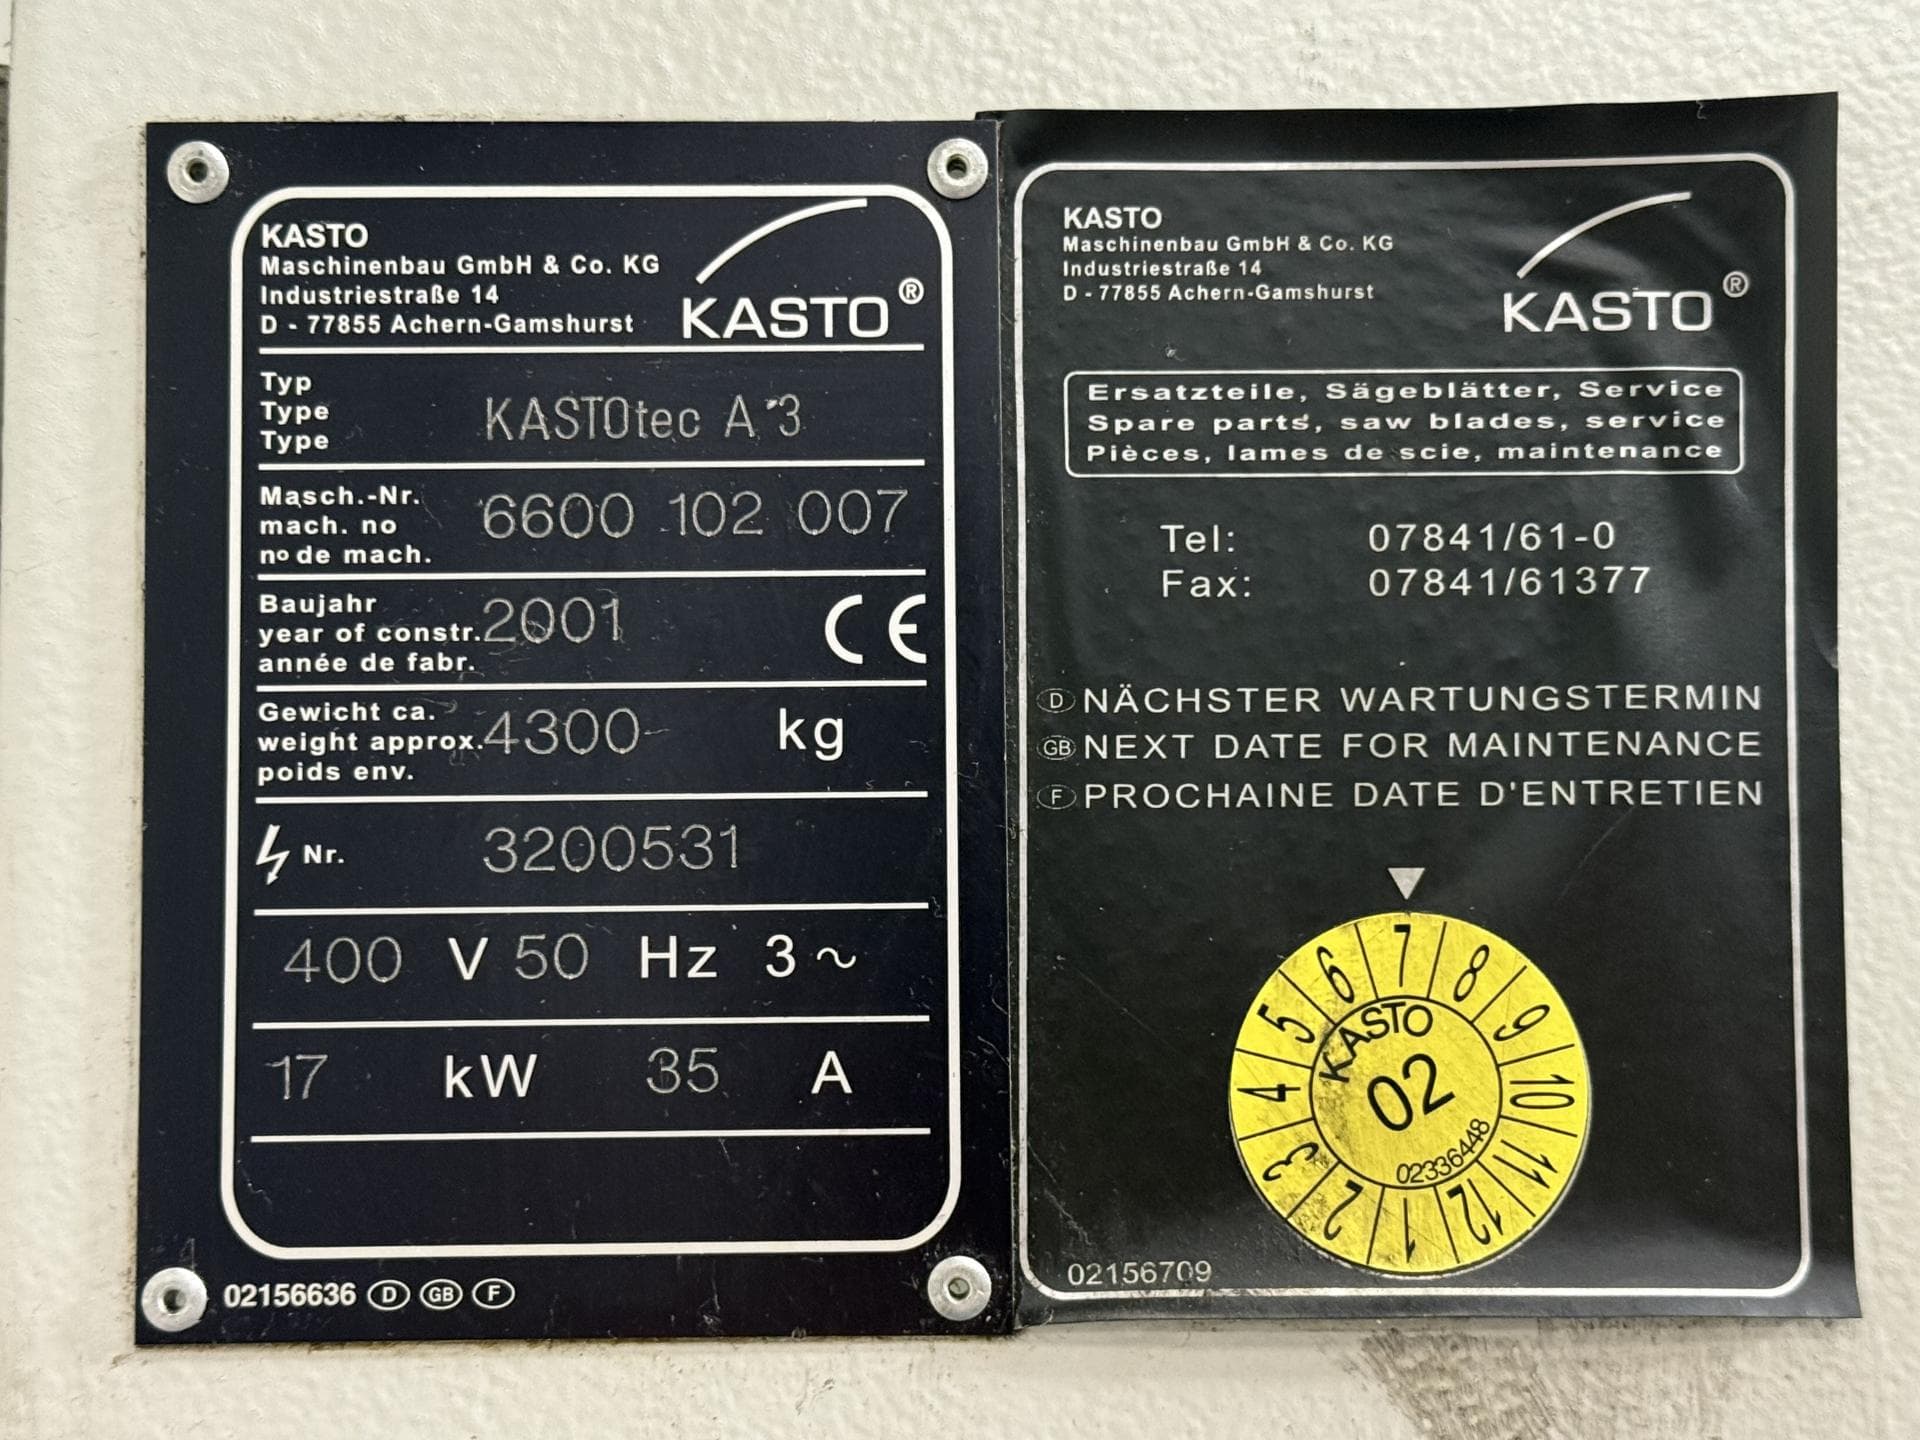 KASTO
Maschinenbau GmbH & Co. KG
Industriestraße 14
D - 77855 Achern-Gamshurst
KASTO®
Typ
Type
Type
KASTOtec A 3
Masch.-Nr.
mach. no
nº de mach.
6600 102 007
Baujahr
year of constr.
année de fabr.
2001
CE
Gewicht ca.
weight approx.
poids env.
4300 kg
Nr. 3200531
400 V 50 Hz 3 ~
17 kW 35 A
02156636 D GB F
KASTO
Maschinenbau GmbH & Co. KG
Industriestraße 14
D - 77855 Achern-Gamshurst
KASTO®
Ersatzteile, Sägeblätter, Service
Spare parts, saw blades, service
Pièces, lames de scie, maintenance
Tel: 07841/61-0
Fax: 07841/61377
D NÄCHSTER WARTUNGSTERMIN
GB NEXT DATE FOR MAINTENANCE
F PROCHAINE DATE D'ENTRETIEN
1 2 3 4 5 6 7 8 9 10 11 12
KASTO
02
02336448
02156709